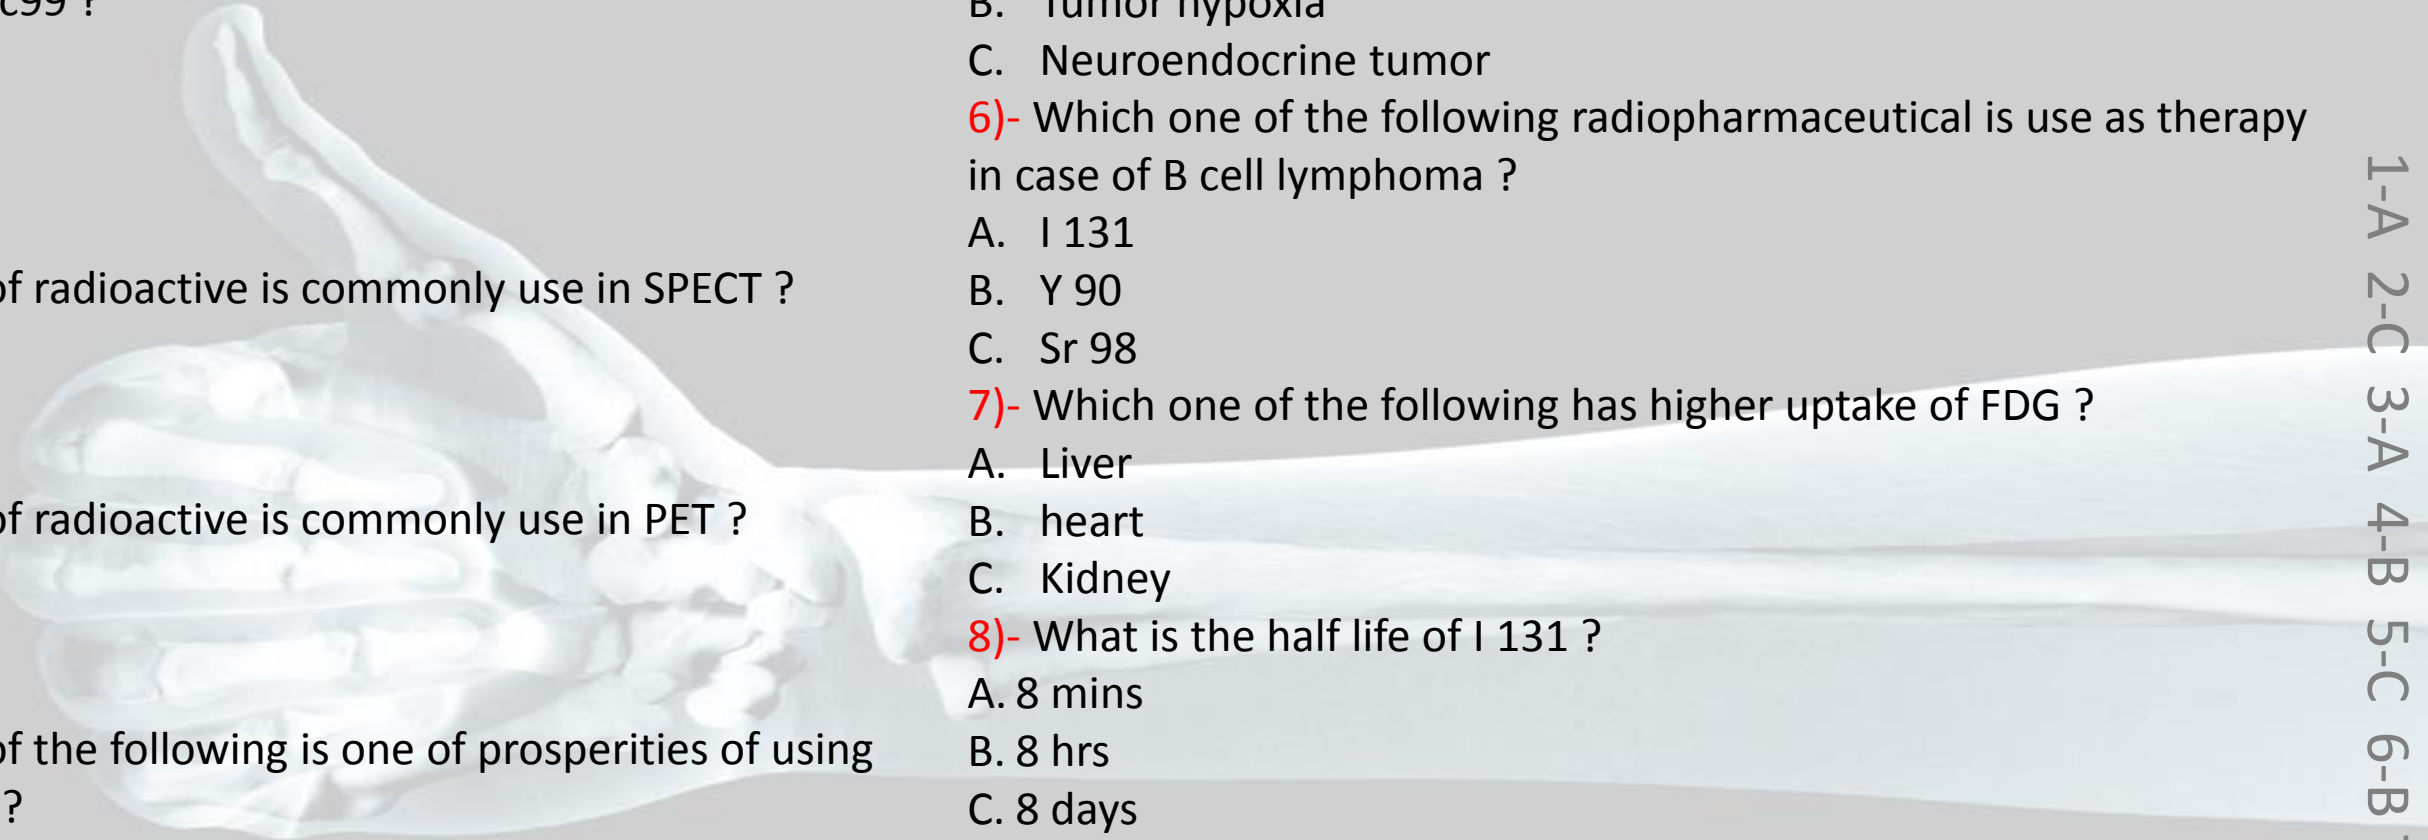 c99 ?
of radioactive is commonly use in SPECT ?
of radioactive is commonly use in PET ?
of the following is one of prosperities of using
?
B. Tumor hypoxia
C. Neuroendocrine tumor
6)- Which one of the following radiopharmaceutical is use as therapy
in case of B cell lymphoma ?
A. I 131
B. Y 90
C. Sr 98
7)- Which one of the following has higher uptake of FDG ?
A. Liver
B. heart
C. Kidney
8)- What is the half life of I 131 ?
A. 8 mins
B. 8 hrs
C. 8 days
1-A 2-C 3-A 4-B 5-C 6-B